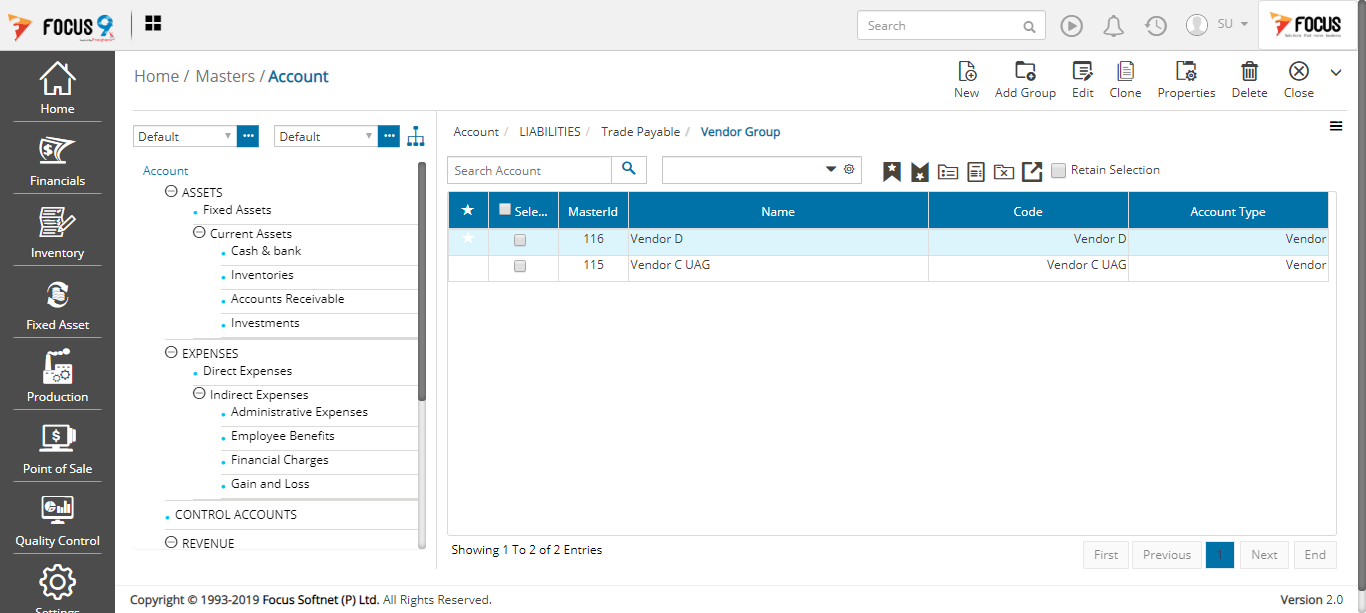 FOCUS 9
Search
SU
FOCUS
Home
Financials
Inventory
Fixed Asset
Production
Point of Sale
Quality Control
Settings
Home / Masters / Account
New
Add Group
Edit
Clone
Properties
Delete
Close
Default
Default
Account
ASSETS
Fixed Assets
Current Assets
Cash & bank
Inventories
Accounts Receivable
Investments
EXPENSES
Direct Expenses
Indirect Expenses
Administrative Expenses
Employee Benefits
Financial Charges
Gain and Loss
CONTROL ACCOUNTS
REVENUE
Account / LIABILITIES / Trade Payable / Vendor Group
Search Account
Retain Selection
Sele... MasterId Name Code Account Type
116 Vendor D Vendor D Vendor
115 Vendor C UAG Vendor C UAG Vendor
Showing 1 To 2 of 2 Entries
First Previous 1 Next End
Copyright © 1993-2019 Focus Softnet (P) Ltd. All Rights Reserved.
Version 2.0